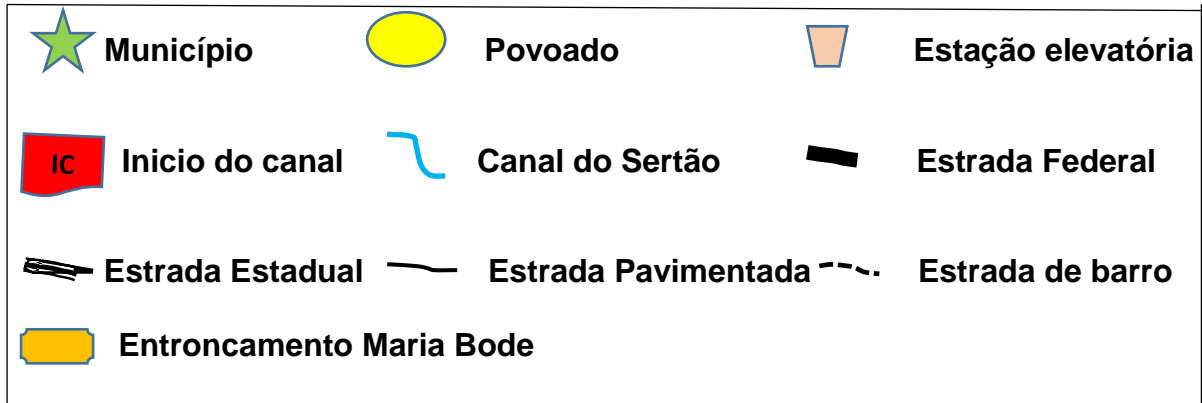 Município Povoado Estação elevatória
IC Inicio do canal Canal do Sertão Estrada Federal
Estrada Estadual Estrada Pavimentada Estrada de barro
Entroncamento Maria Bode